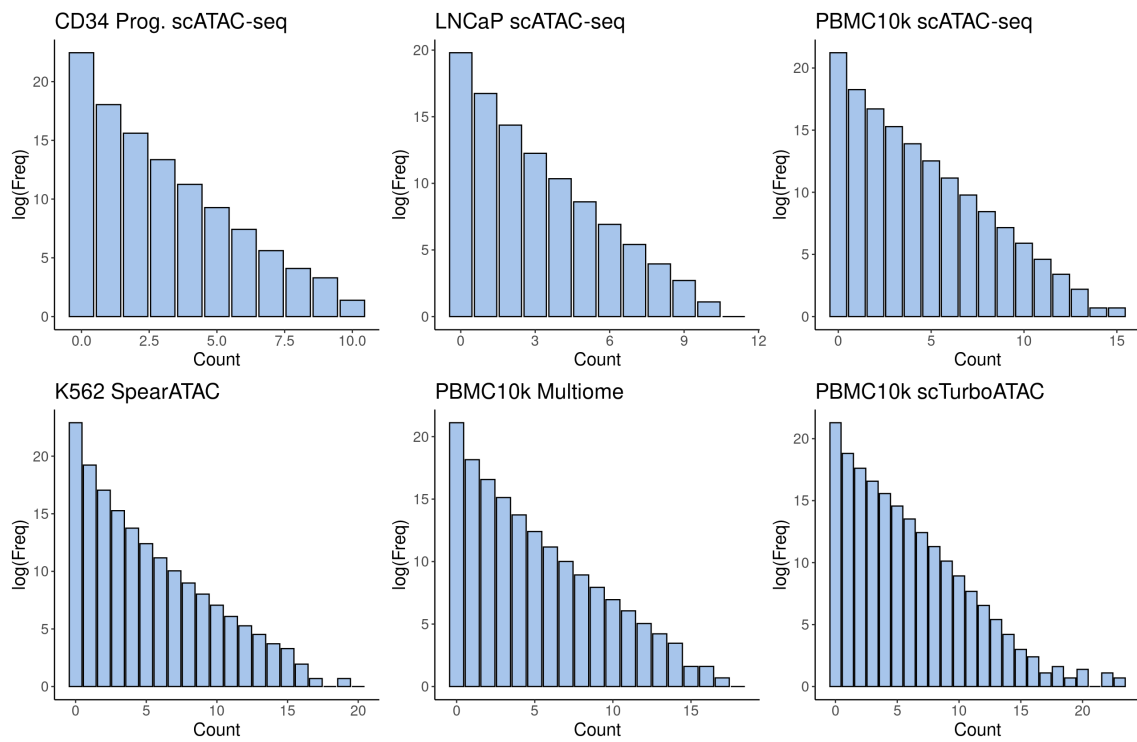 CD34 Prog. scATAC-seq
log(Freq)
20
15
10
5
0
0.0 2.5 5.0 7.5 10.0
Count
LNCaP scATAC-seq
log(Freq)
20
15
10
5
0
0 3 6 9 12
Count
PBMC10k scATAC-seq
log(Freq)
20
15
10
5
0
0 5 10 15
Count
K562 SpearATAC
log(Freq)
20
15
10
5
0
0 5 10 15 20
Count
PBMC10k Multiome
log(Freq)
20
15
10
5
0
0 5 10 15
Count
PBMC10k scTurboATAC
log(Freq)
20
15
10
5
0
0 5 10 15 20
Count